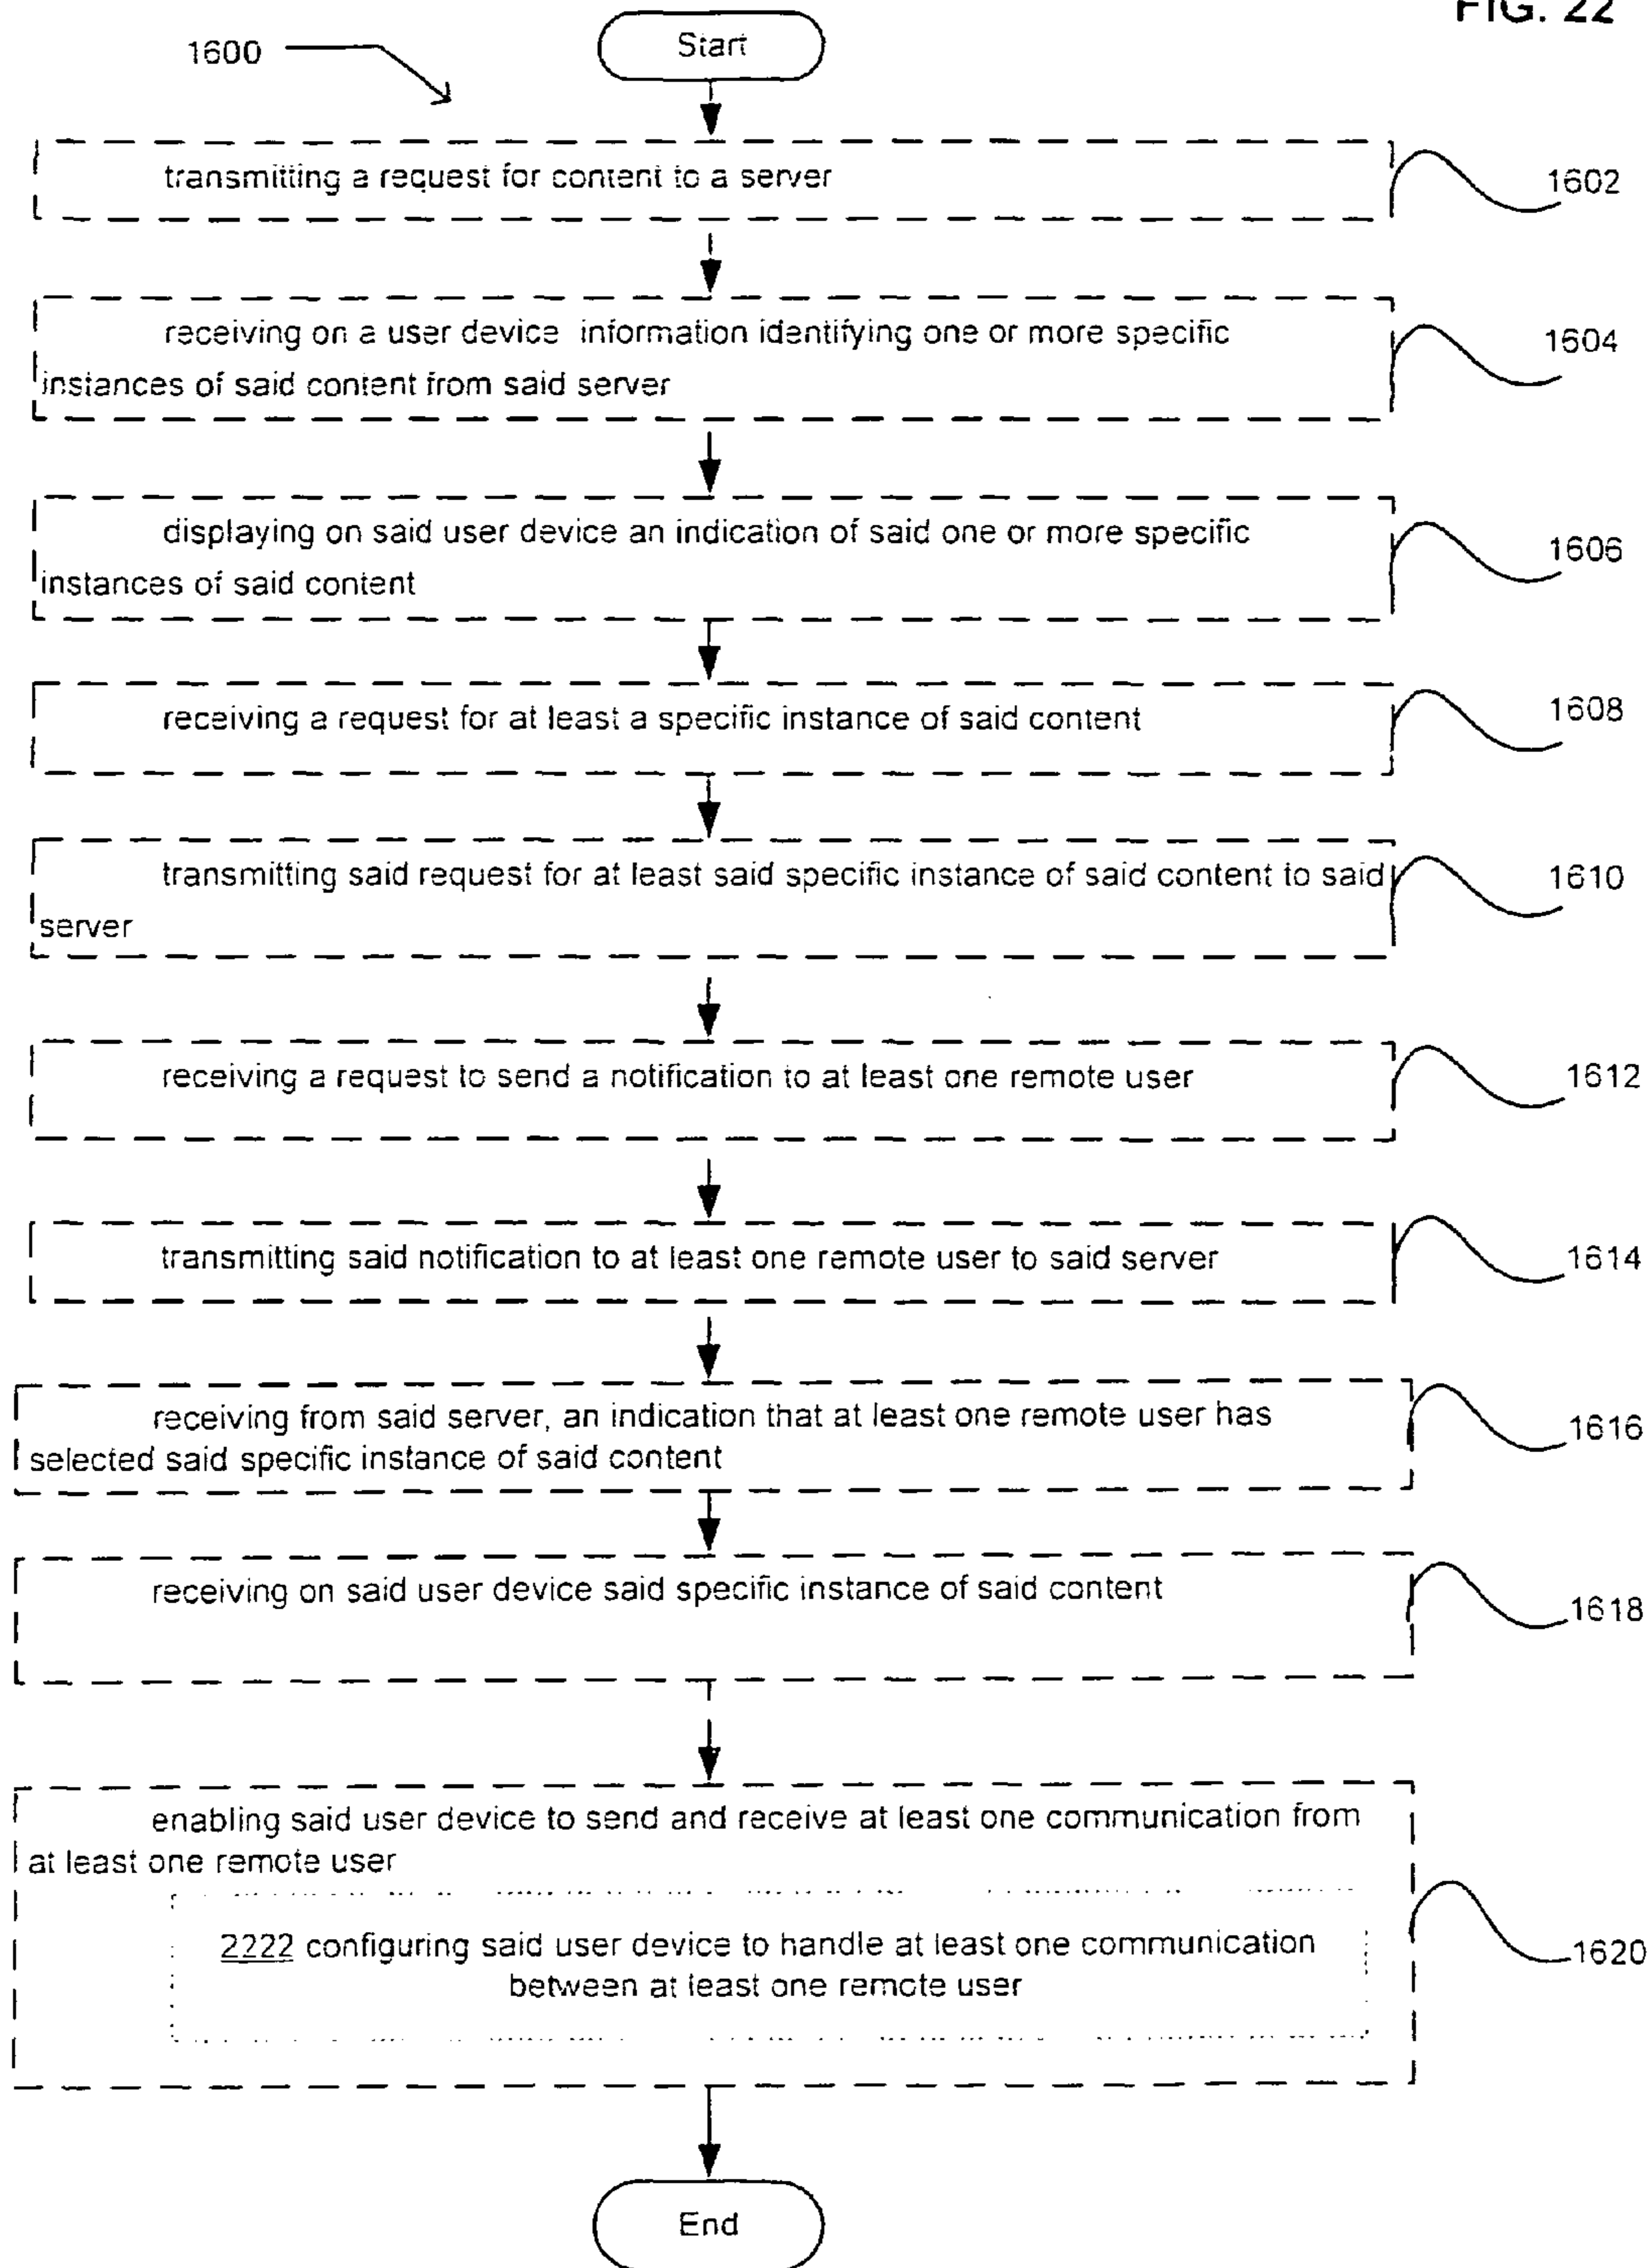 FIG. 22
1600
Start
transmitting a request for content to a server
1602
receiving on a user device information identifying one or more specific
instances of said content from said server
1604
displaying on said user device an indication of said one or more specific
instances of said content
1606
receiving a request for at least a specific instance of said content
1608
transmitting said request for at least said specific instance of said content to said
server
1610
receiving a request to send a notification to at least one remote user
1612
transmitting said notification to at least one remote user to said server
1614
receiving from said server, an indication that at least one remote user has
selected said specific instance of said content
1616
receiving on said user device said specific instance of said content
1618
enabling said user device to send and receive at least one communication from
at least one remote user
2222 configuring said user device to handle at least one communication
between at least one remote user
1620
End